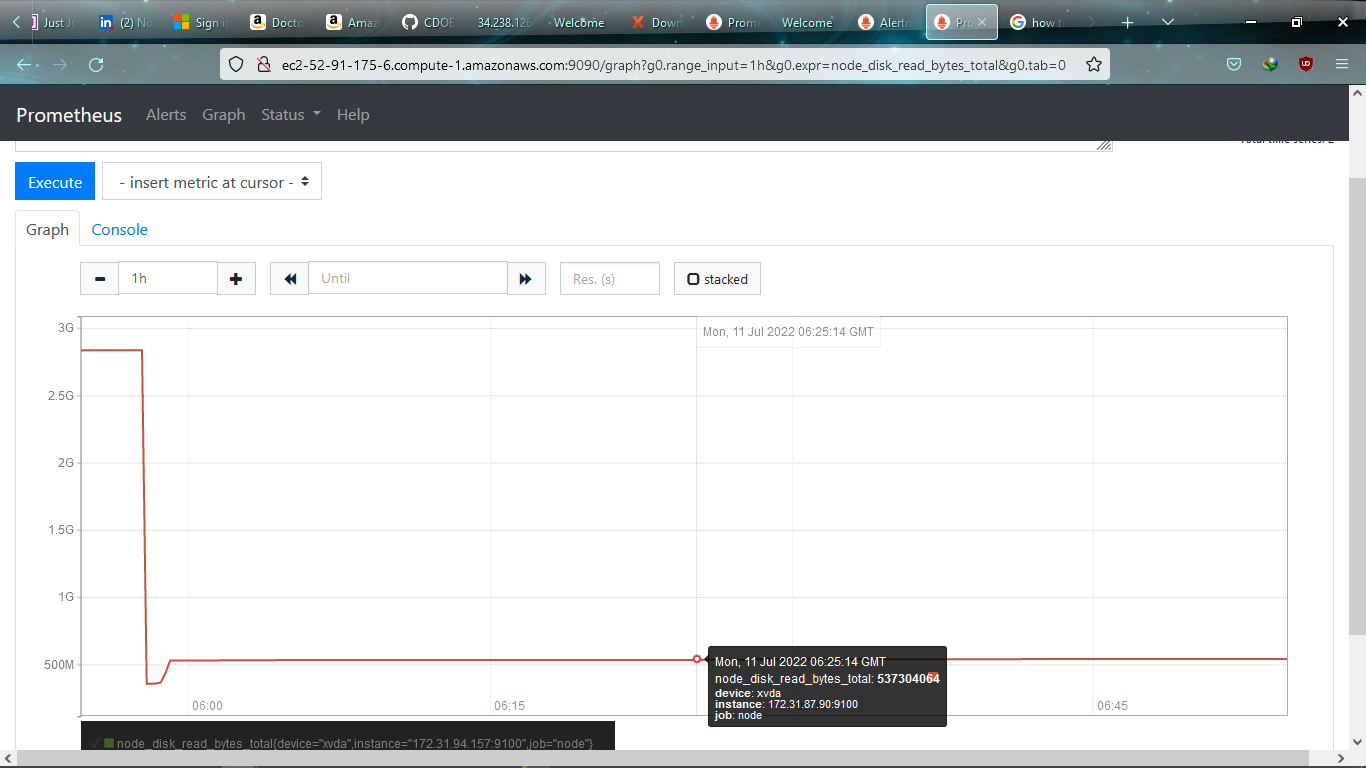 Just Jo
(2) No
Sign i
Docto
Amaz
CDOE
34.238.126
Welcome
Down
Prom
Welcome
Alertm
Pro
how t
ec2-52-91-175-6.compute-1.amazonaws.com:9090/graph?g0.range_input=1h&g0.expr=node_disk_read_bytes_total&g0.tab=0
Prometheus Alerts Graph Status Help
Total time series: 2
Execute - insert metric at cursor -
Graph Console
1h Until Res. (s) stacked
3G
Mon, 11 Jul 2022 06:25:14 GMT
2.5G
2G
1.5G
1G
500M
Mon, 11 Jul 2022 06:25:14 GMT
node_disk_read_bytes_total: 537304064
device: xvda
instance: 172.31.87.90:9100
job: node
06:00 06:15 06:45
node_disk_read_bytes_total{device="xvda",instance="172.31.94.157:9100",job="node"}